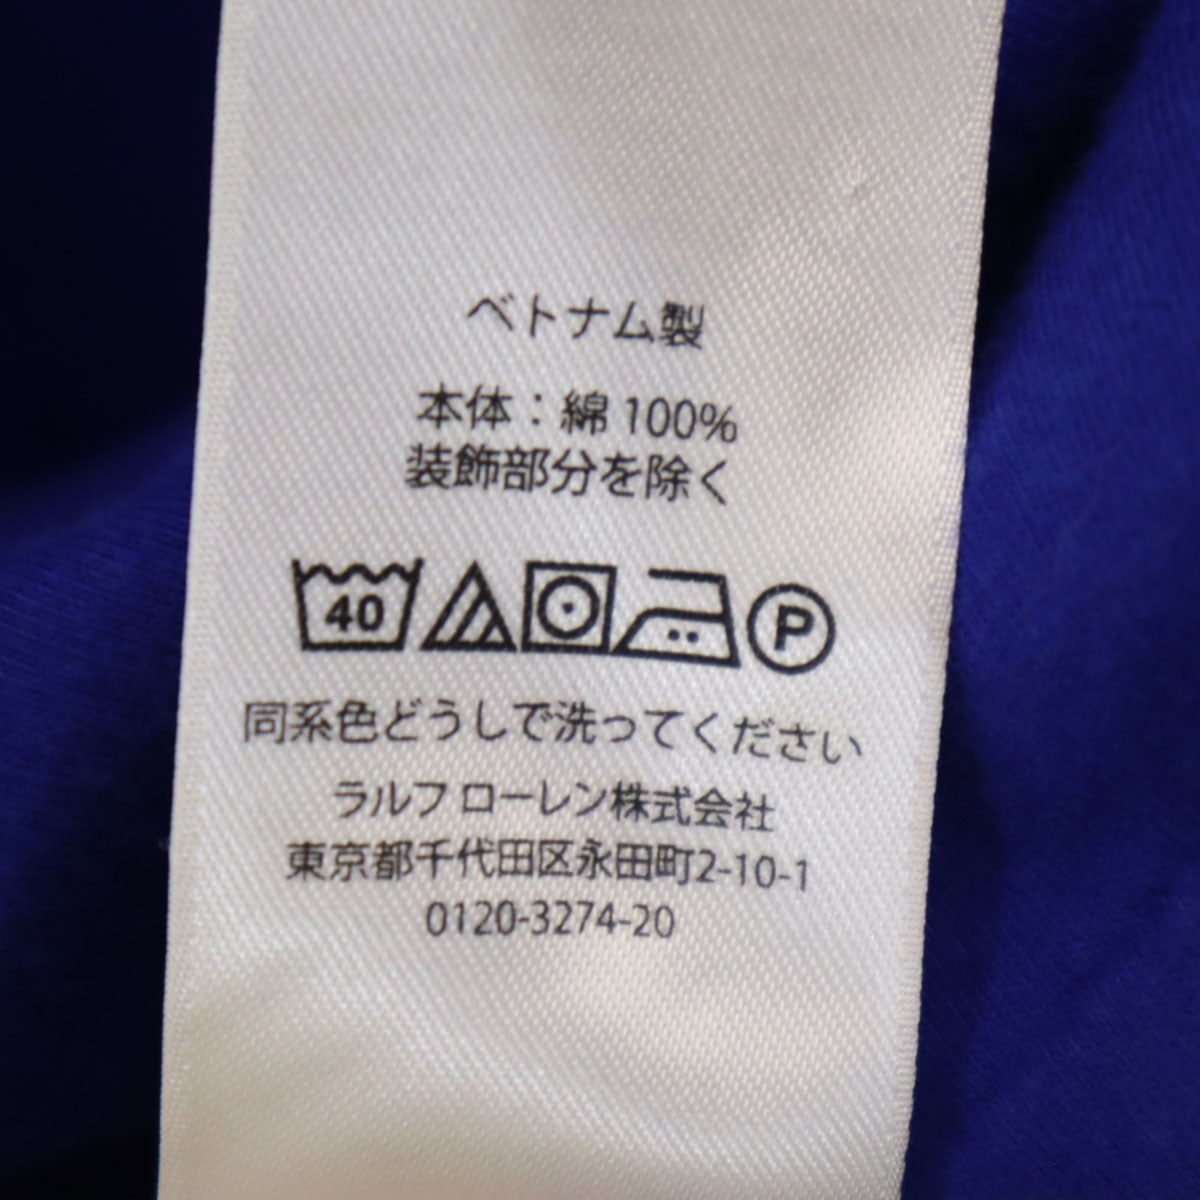 ベトナム製
本体：綿 100%
装飾部分を除く
40 P
同系色どうしで洗ってください
ラルフ ローレン株式会社
東京都千代田区永田町2-10-1
0120-3274-20